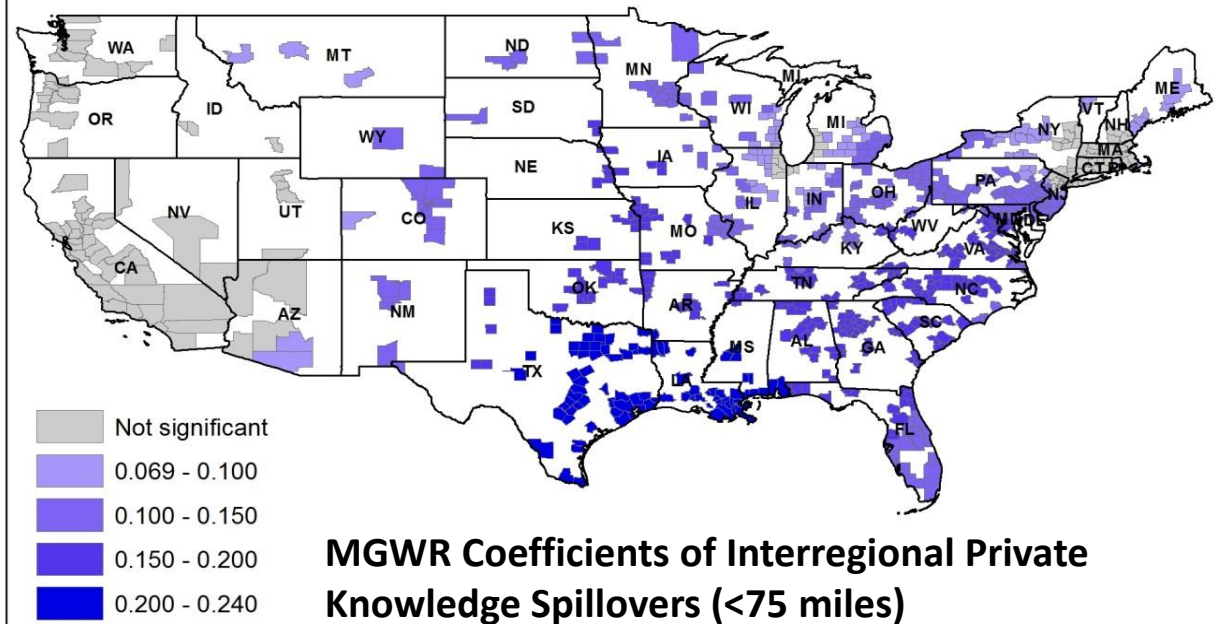 WA
MT
ND
MN
MI
ME
VT
NH
NY
WI
MI
OR
ID
SD
WY
MA
CT
RI
NE
IA
PA
NJ
OH
IN
IL
NV
UT
CO
KS
MO
WV
MD
DE
VA
KY
CA
OK
TN
NC
AZ
NM
AR
SC
MS
AL
GA
TX
LA
FL
Not significant
0.069 - 0.100
0.100 - 0.150
0.150 - 0.200
0.200 - 0.240
MGWR Coefficients of Interregional Private
Knowledge Spillovers (<75 miles)